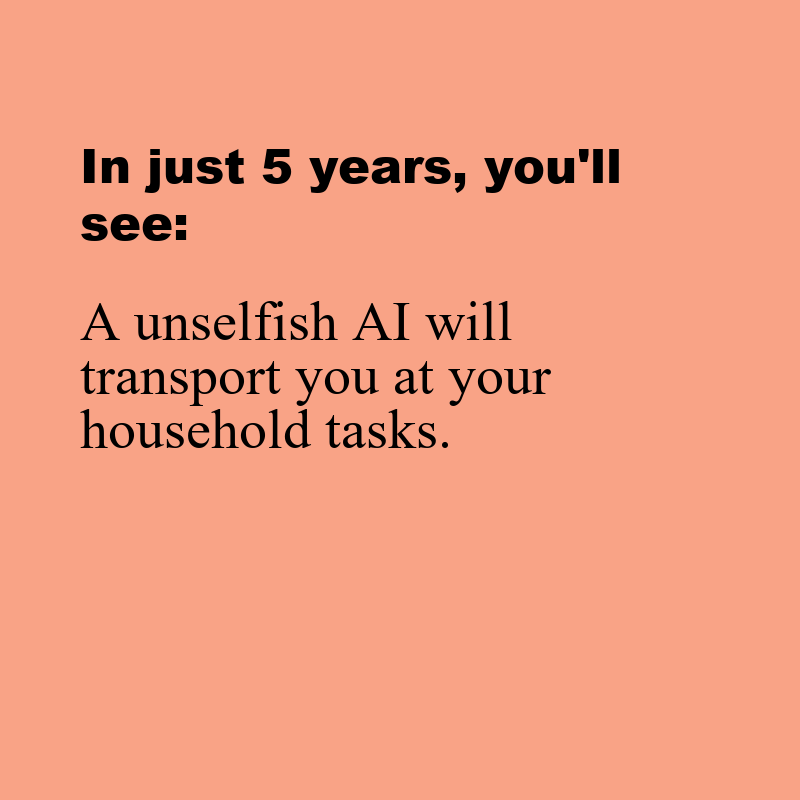 In just 5 years, you'll
see:
A unselfish AI will
transport you at your
household tasks.